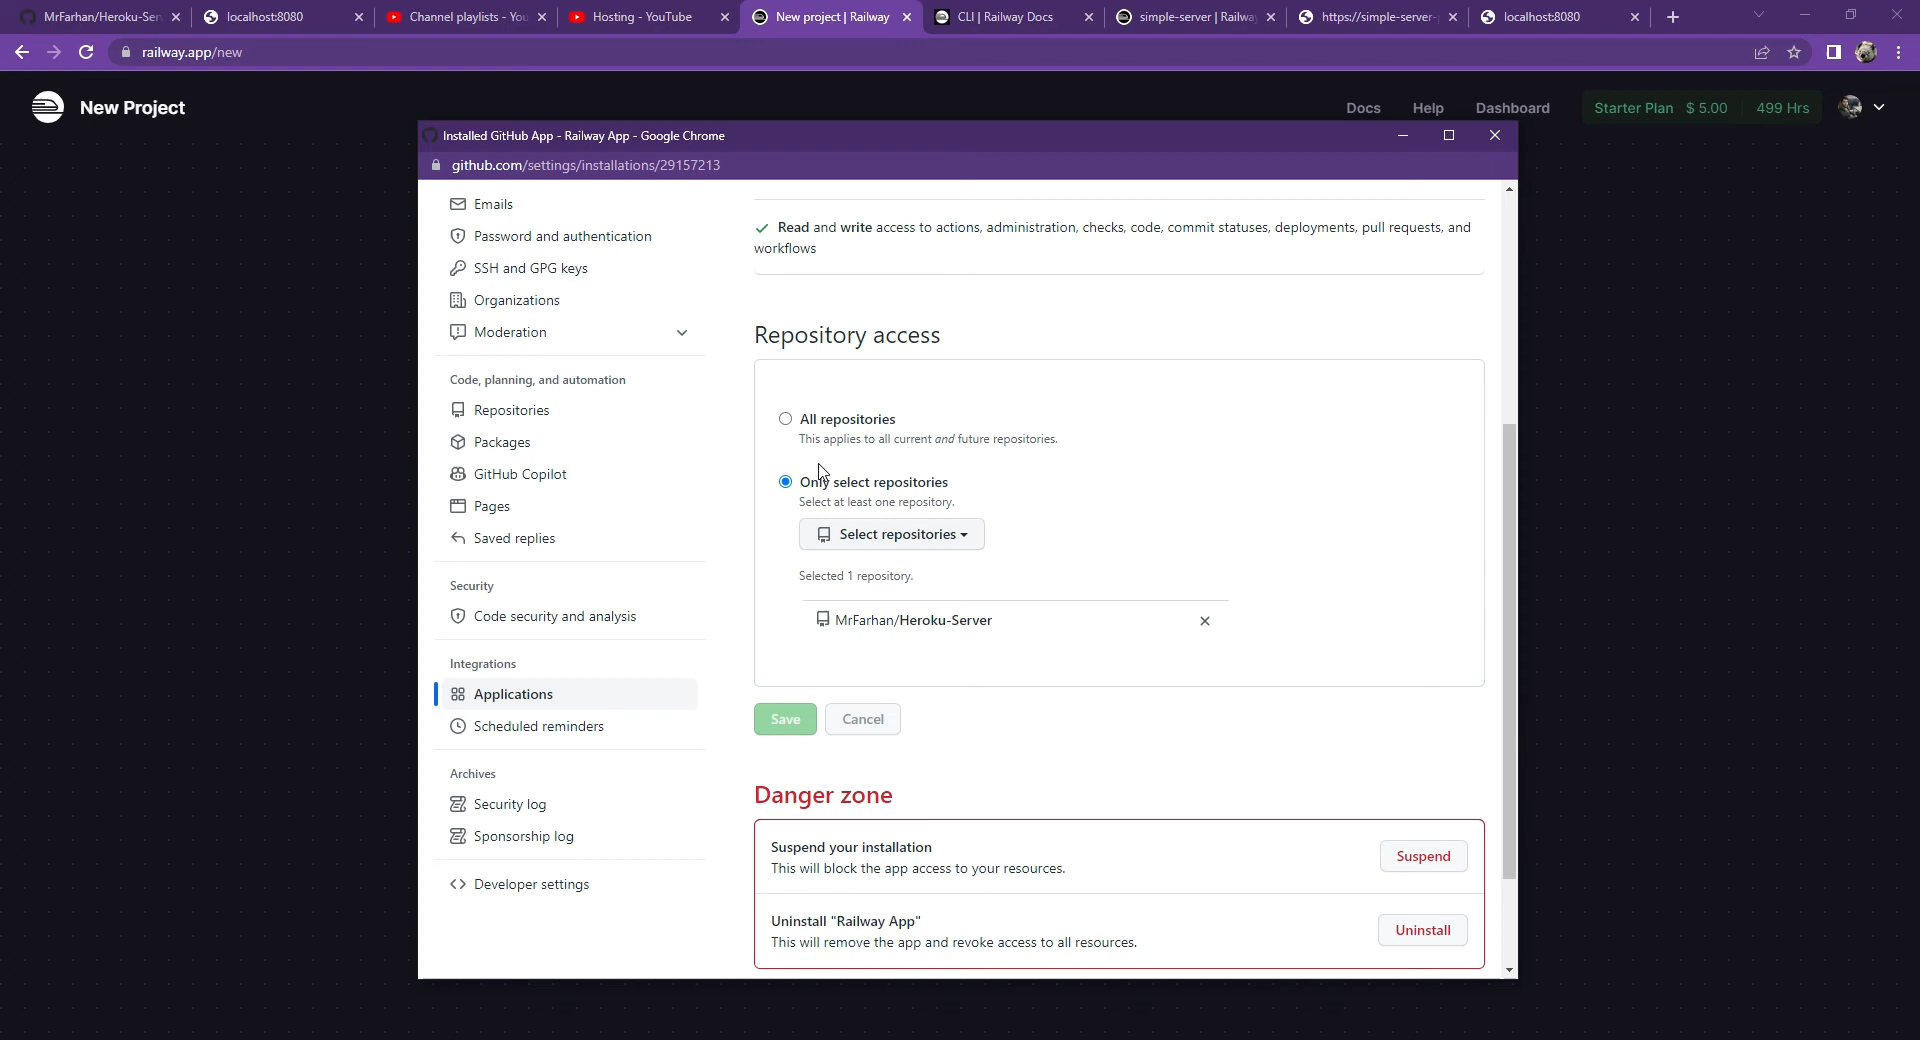 MrFarhan/Heroku-Ser
localhost:8080
Channel playlists - You
Hosting - YouTube
New project | Railway
CLI | Railway Docs
simple-server | Railwa
https://simple-server-
localhost:8080
railway.app/new
New Project
Docs
Help
Dashboard
Starter Plan $ 5.00
499 Hrs
Installed GitHub App - Railway App - Google Chrome
github.com/settings/installations/29157213
Emails
Password and authentication
SSH and GPG keys
Organizations
Moderation
Code, planning, and automation
Repositories
Packages
GitHub Copilot
Pages
Saved replies
Security
Code security and analysis
Integrations
Applications
Scheduled reminders
Archives
Security log
Sponsorship log
Developer settings
Read and write access to actions, administration, checks, code, commit statuses, deployments, pull requests, and
workflows
Repository access
All repositories
This applies to all current and future repositories.
Only select repositories
Select at least one repository.
Select repositories
Selected 1 repository.
MrFarhan/Heroku-Server
Save
Cancel
Danger zone
Suspend your installation
This will block the app access to your resources.
Suspend
Uninstall "Railway App"
This will remove the app and revoke access to all resources.
Uninstall